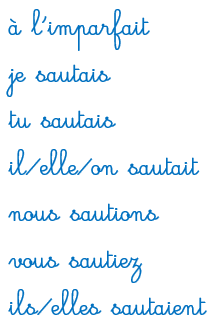 à l'imparfait
je sautais
tu sautais
il/elle/on sautait
nous sautions
vous sautiez
ils/elles sautaient